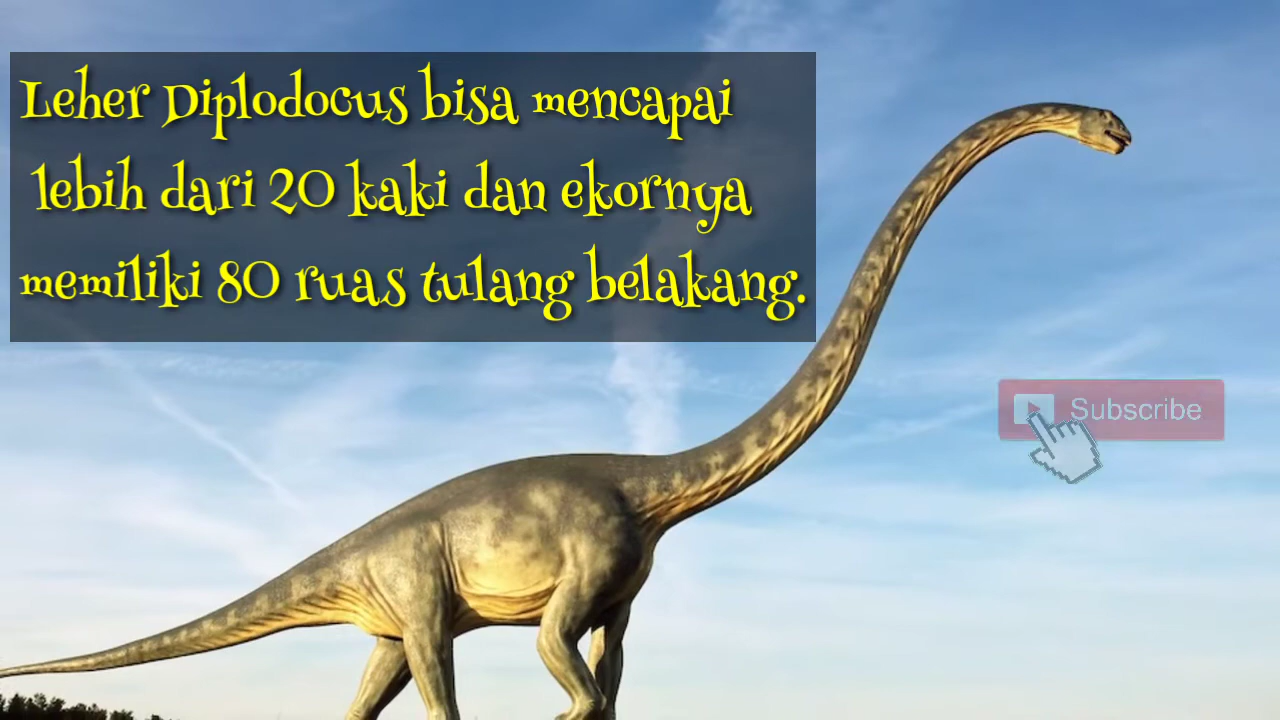 Leher Diplodocus bisa mencapai
lebih dari 20 kaki dan ekornya
memiliki 80 ruas tulang belakang.
Subscribe